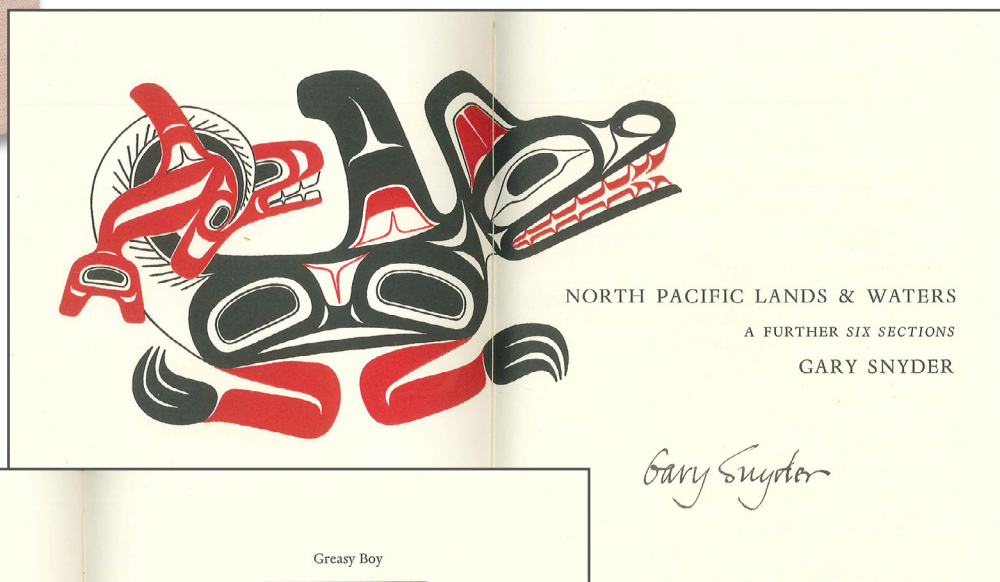 NORTH PACIFIC LANDS & WATERS
A FURTHER SIX SECTIONS
GARY SNYDER
Gary Snyder
Greasy Boy